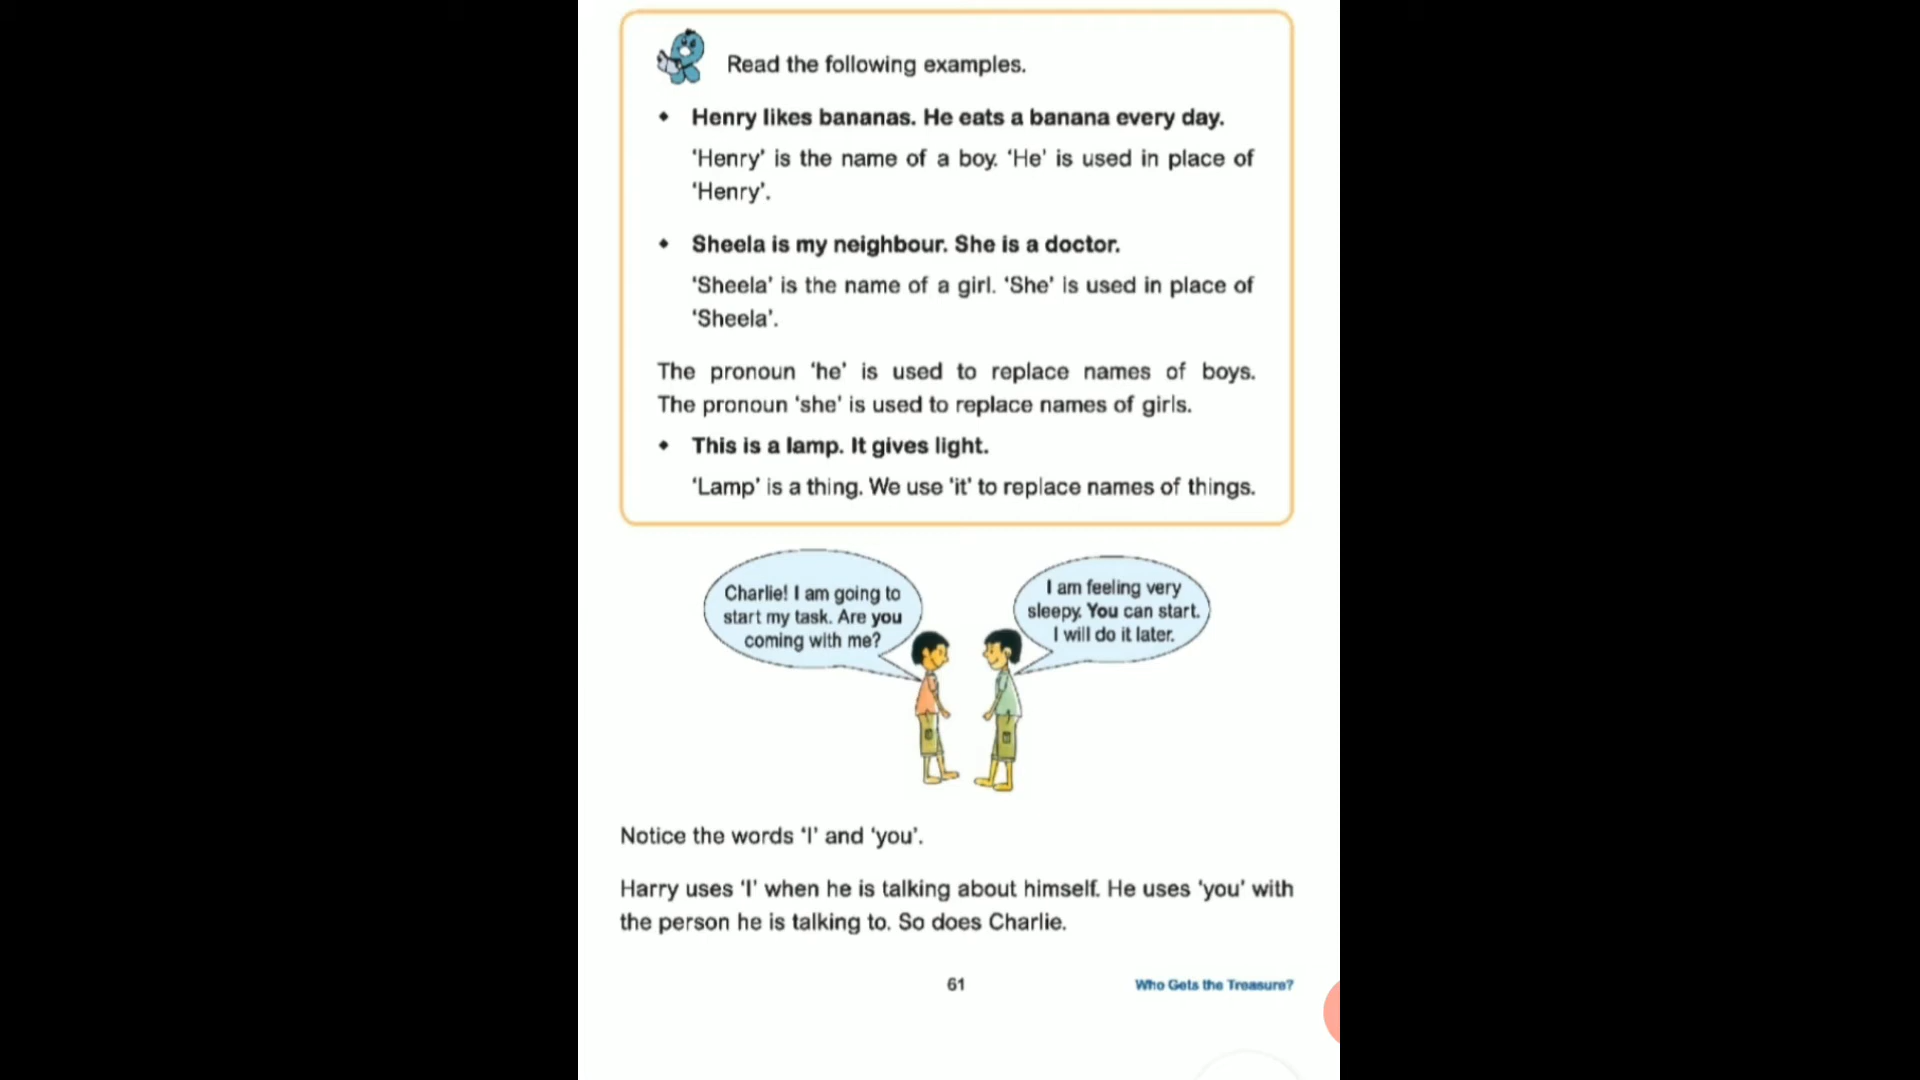 Read the following examples.
Henry likes bananas. He eats a banana every day.
‘Henry’ is the name of a boy. ‘He’ is used in place of
‘Henry’.
Sheela is my neighbour. She is a doctor.
‘Sheela’ is the name of a girl. ‘She’ is used in place of
‘Sheela’.
The pronoun ‘he’ is used to replace names of boys.
The pronoun ‘she’ is used to replace names of girls.
This is a lamp. It gives light.
‘Lamp’ is a thing. We use ‘it’ to replace names of things.
Charlie! I am going to
start my task. Are you
coming with me?
I am feeling very
sleepy. You can start.
I will do it later.
Notice the words ‘I’ and ‘you’.
Harry uses ‘I’ when he is talking about himself. He uses ‘you’ with
the person he is talking to. So does Charlie.
61
Who Gets the Treasure?